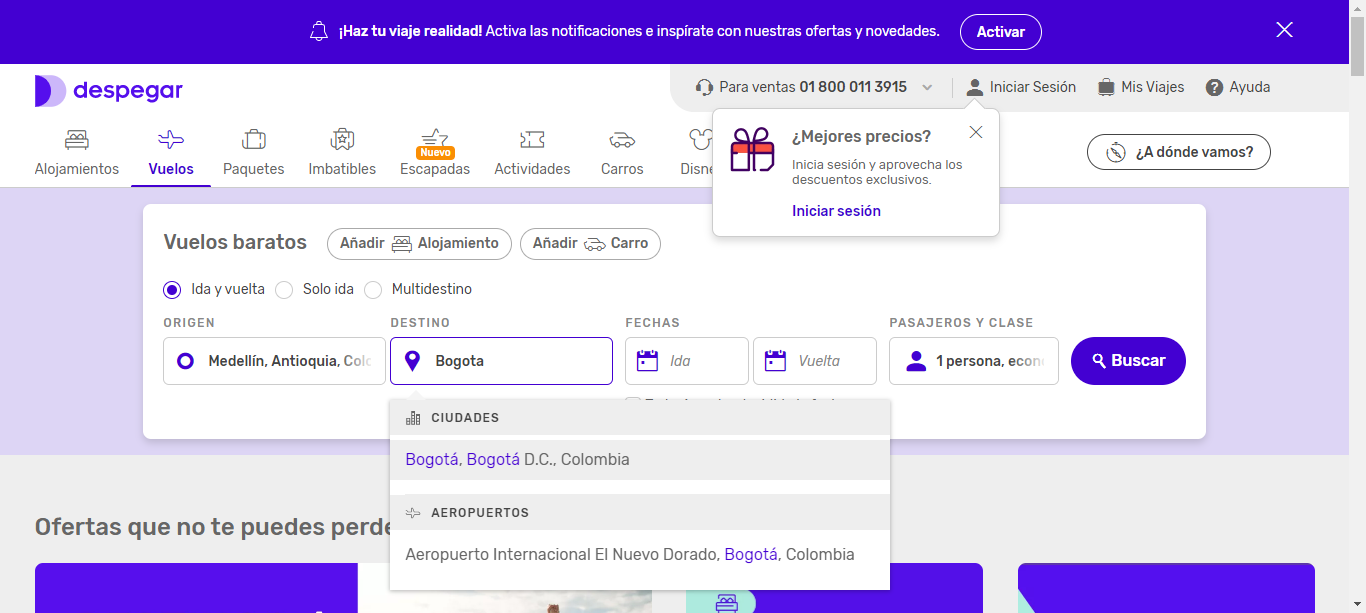 ¡Haz tu viaje realidad! Activa las notificaciones e inspírate con nuestras ofertas y novedades.
Activar
despegar
Para ventas 01 800 011 3915
Iniciar Sesión
Mis Viajes
Ayuda
Alojamientos
Vuelos
Paquetes
Imbatibles
Nuevo
Escapadas
Actividades
Carros
Disne
¿A dónde vamos?
¿Mejores precios?
Inicia sesión y aprovecha los
descuentos exclusivos.
Iniciar sesión
Vuelos baratos
Añadir Alojamiento
Añadir Carro
Ida y vuelta
Solo ida
Multidestino
ORIGEN
DESTINO
FECHAS
PASAJEROS Y CLASE
Medellín, Antioquia, Colo
Bogota
Ida
Vuelta
1 persona, econ
Buscar
CIUDADES
Bogotá, Bogotá D.C., Colombia
AEROPUERTOS
Aeropuerto Internacional El Nuevo Dorado, Bogotá, Colombia
Ofertas que no te puedes perde